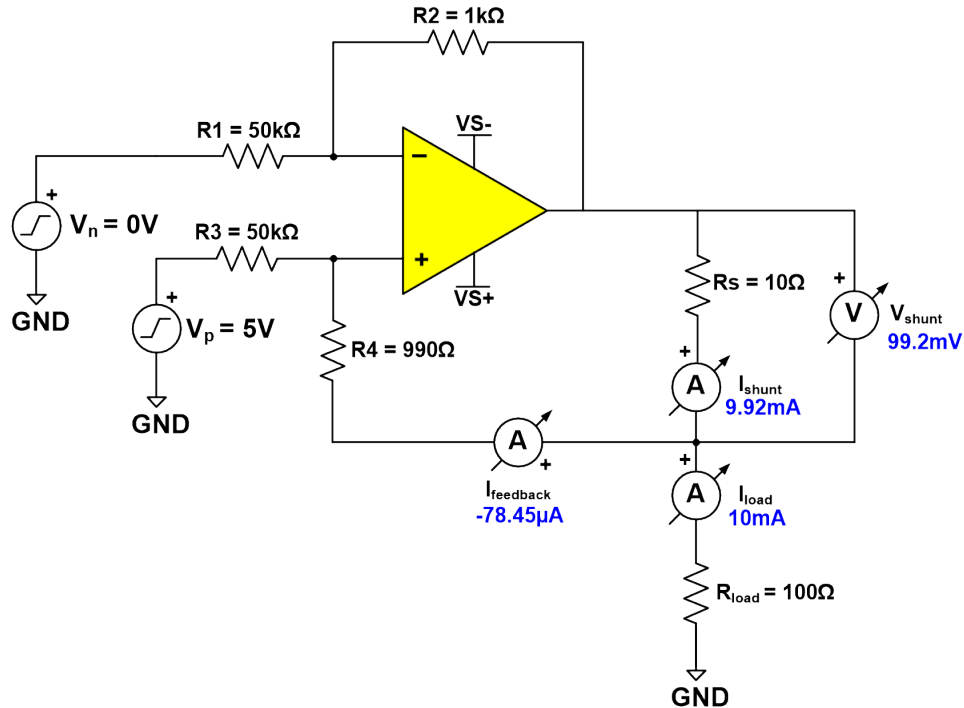 R2 = 1kΩ
VS-
R1 = 50kΩ
−
+
Vn = 0V
R3 = 50kΩ
+
VS+
+
Rs = 10Ω
+
V
Vshunt
99.2mV
GND
+
Vp = 5V
R4 = 990Ω
+
A
Ishunt
9.92mA
GND
A
+
Ifeedback
-78.45µA
+
A
Iload
10mA
Rload = 100Ω
GND